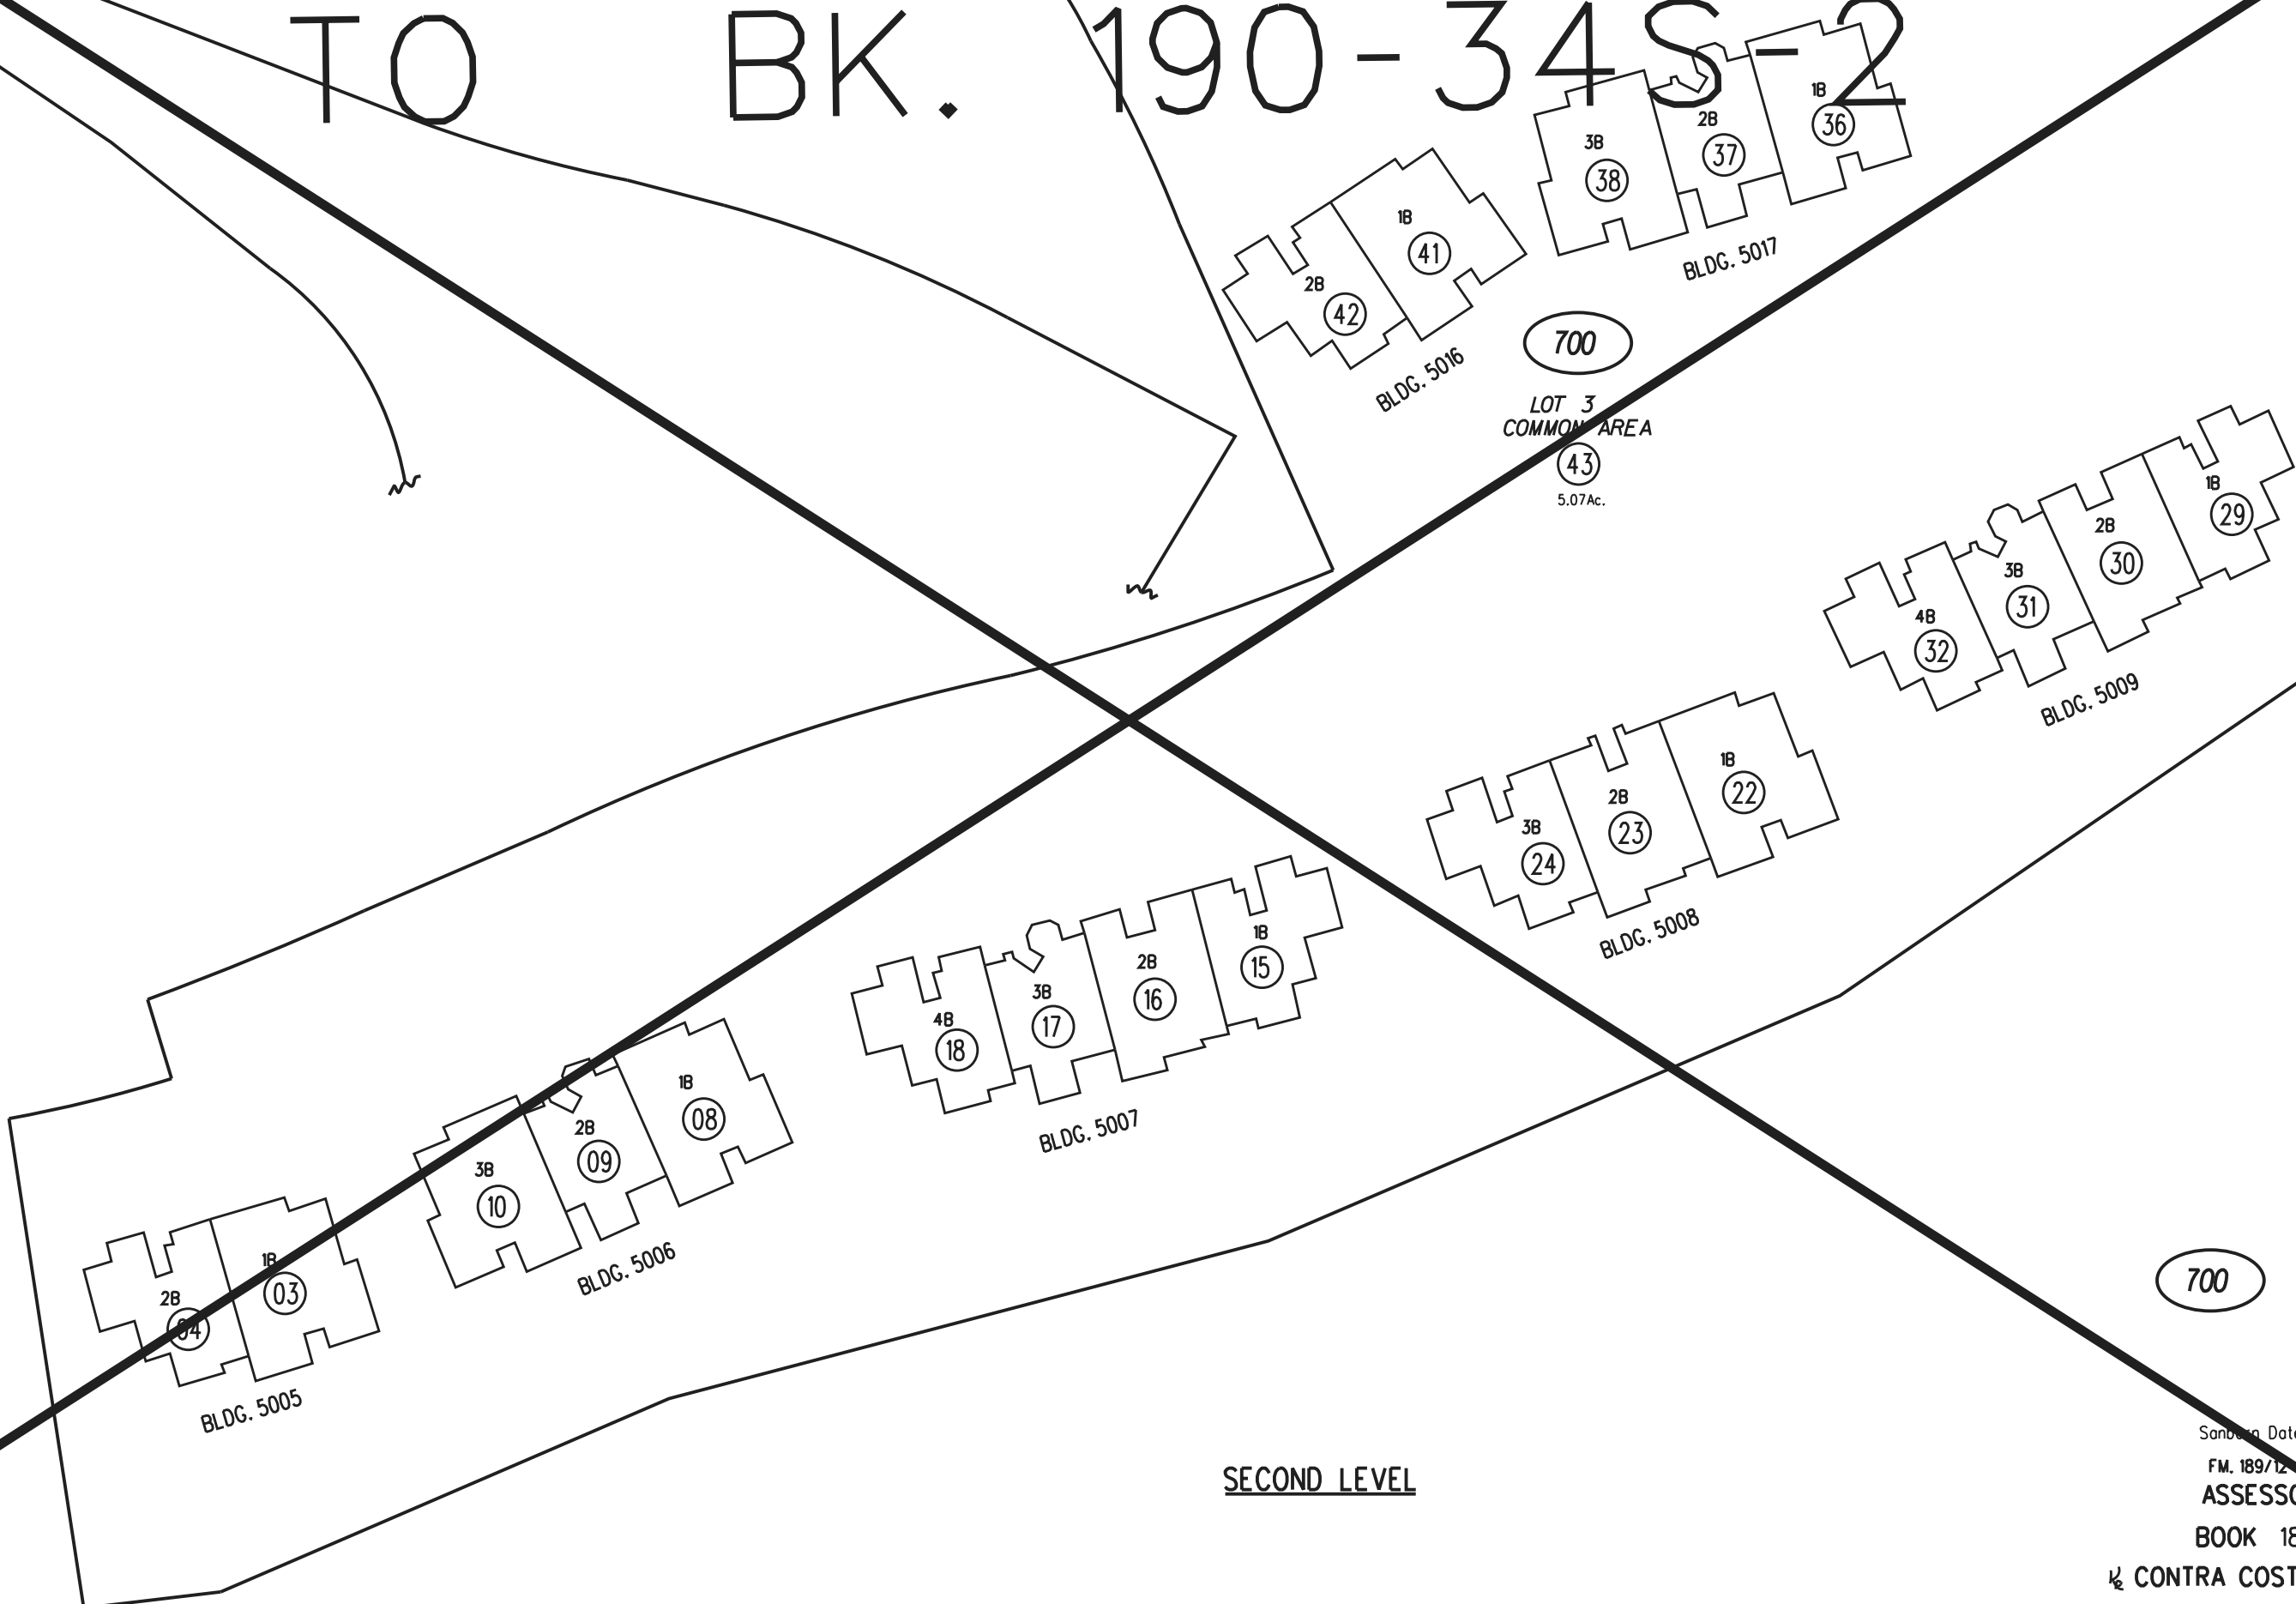 TO BK. 190-34S-2
1B
36
2B
37
3B
38
BLDG. 5017
1B
41
2B
42
BLDG. 5016
700
LOT 3
COMMON AREA
43
5.07Ac.
1B
29
2B
30
3B
31
4B
32
BLDG. 5009
1B
22
2B
23
3B
24
BLDG. 5008
1B
15
2B
16
3B
17
4B
18
BLDG. 5007
1B
08
2B
09
3B
10
BLDG. 5006
1B
03
2B
04
BLDG. 5005
700
SECOND LEVEL
Sanborn Date
FM. 189/12
ASSESSO
BOOK 18
CONTRA COST